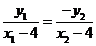 y₁/(x₁−4) = −y₂/(x₂−4)